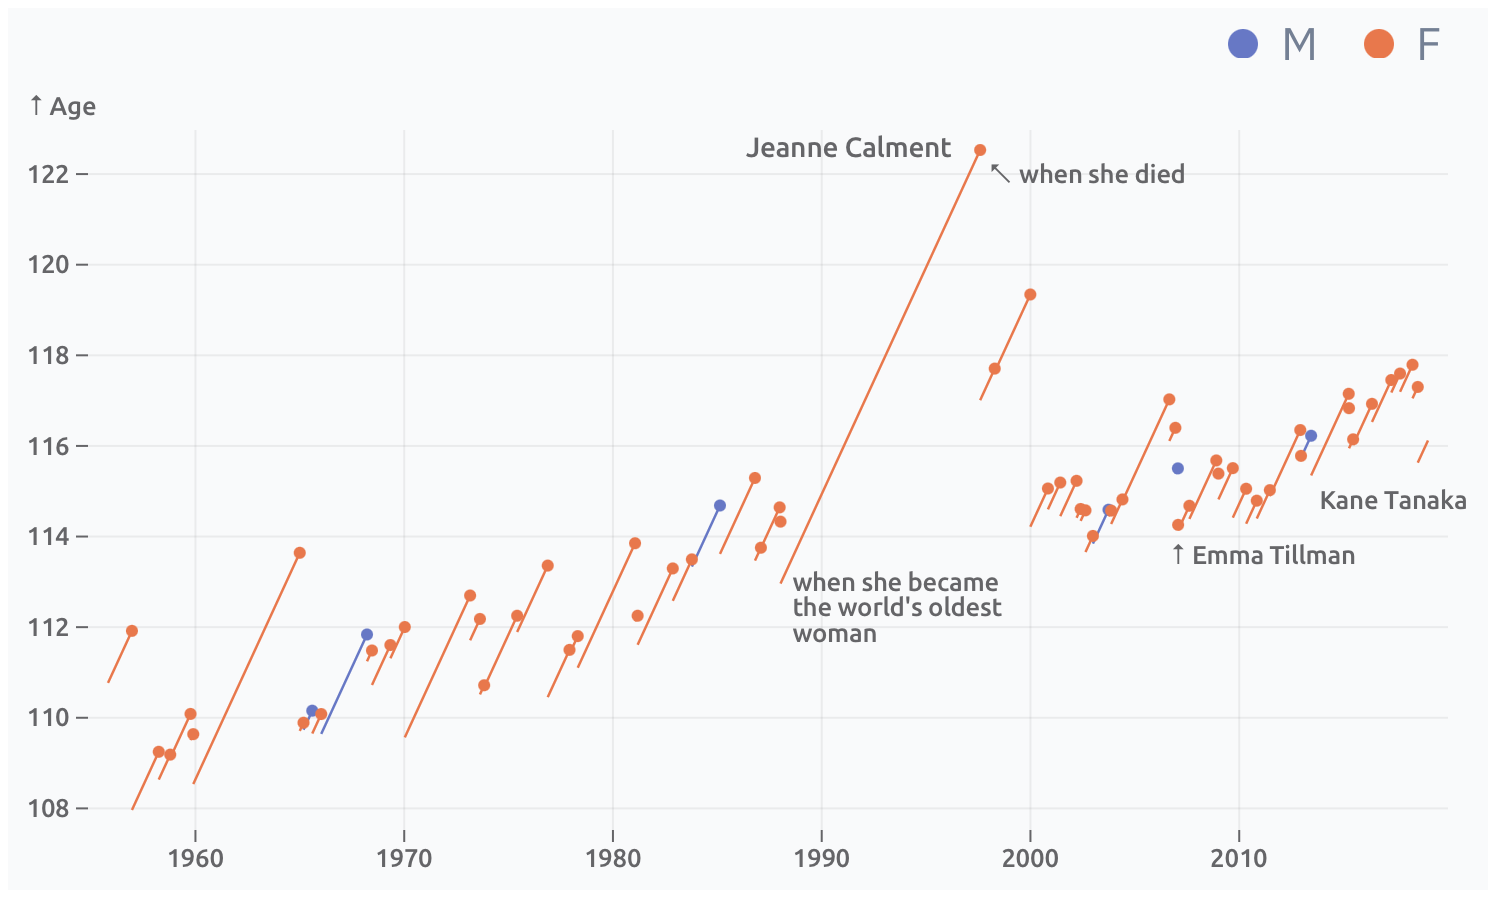 M F
↑ Age
Jeanne Calment
↖ when she died
122
120
118
116
Kane Tanaka
114
↑ Emma Tillman
when she became
the world's oldest
woman
112
110
108
1960 1970 1980 1990 2000 2010